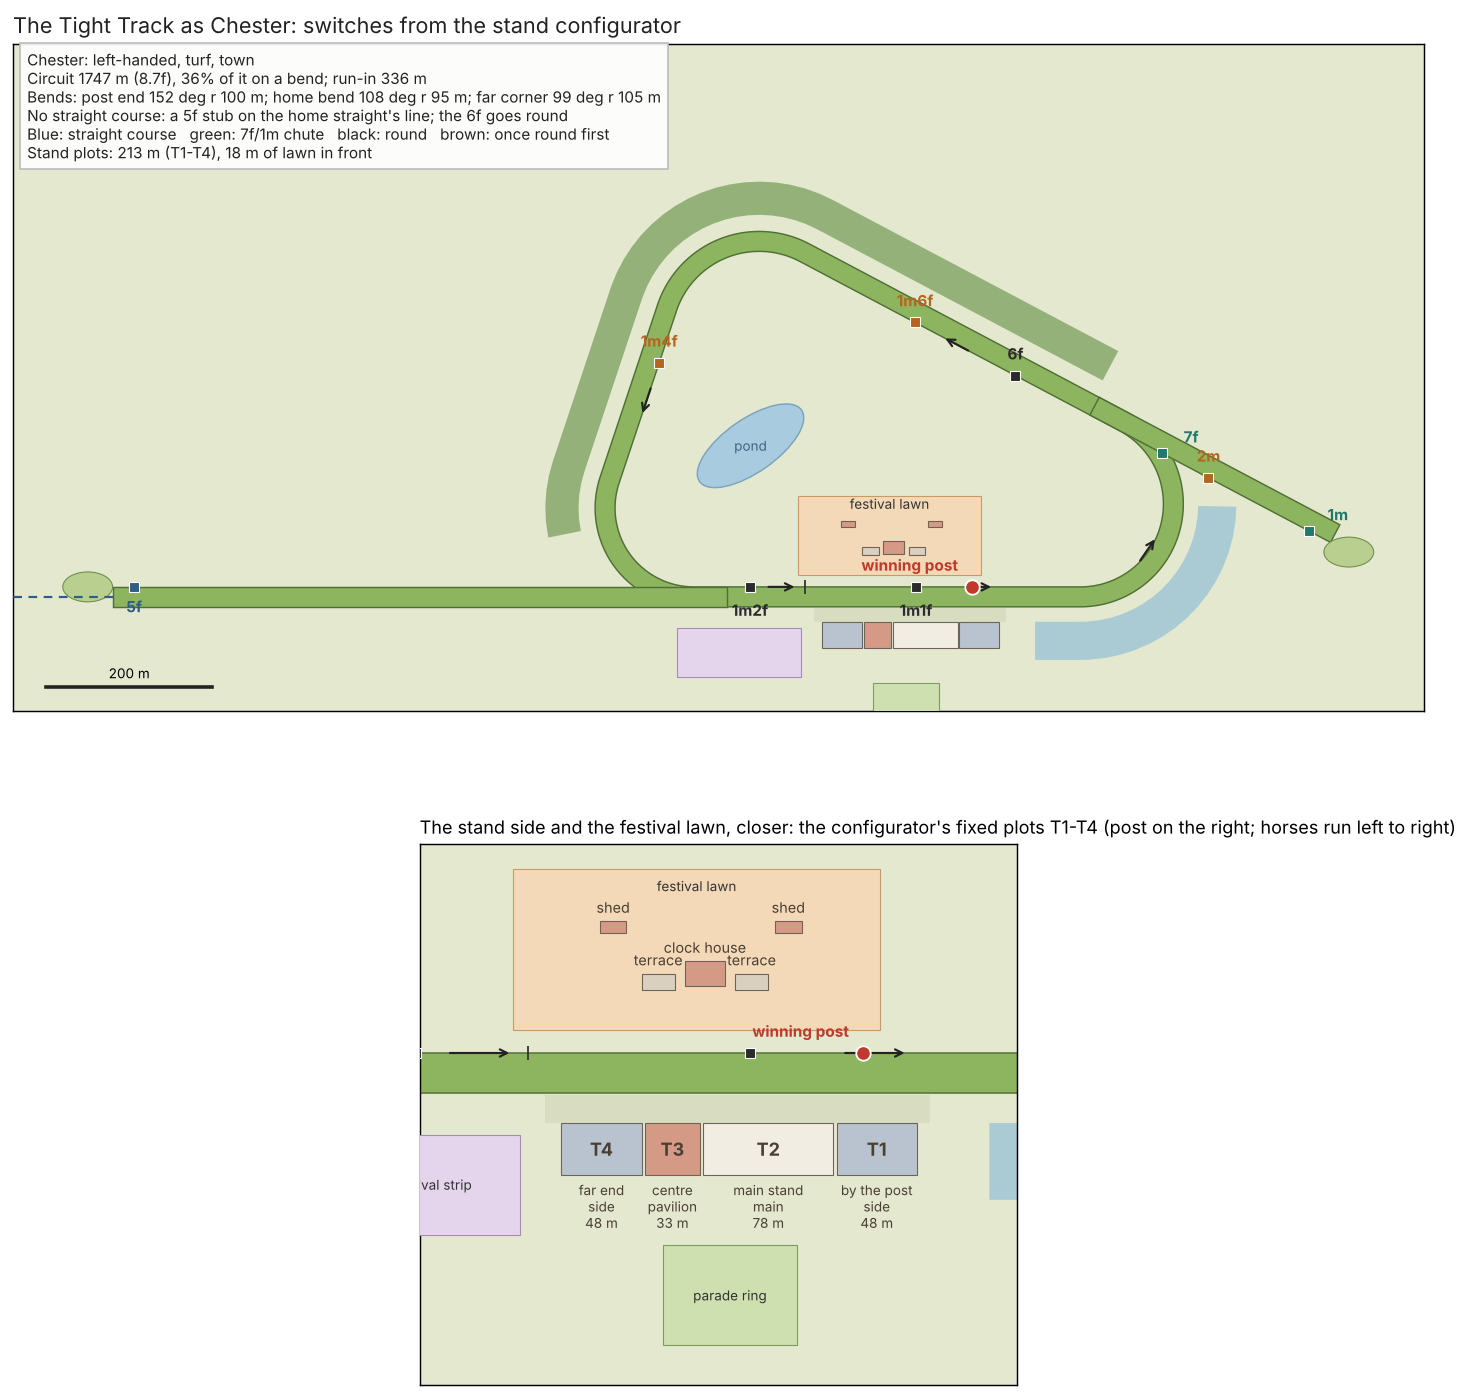 The Tight Track as Chester: switches from the stand configurator
Chester: left-handed, turf, town
Circuit 1747 m (8.7f), 36% of it on a bend; run-in 336 m
Bends: post end 152 deg r 100 m; home bend 108 deg r 95 m; far corner 99 deg r 105 m
No straight course: a 5f stub on the home straight's line; the 6f goes round
Blue: straight course   green: 7f/1m chute   black: round   brown: once round first
Stand plots: 213 m (T1-T4), 18 m of lawn in front
1m6f
1m4f
6f
7f
2m
1m
pond
festival lawn
winning post
5f
1m2f
1m1f
200 m
The stand side and the festival lawn, closer: the configurator's fixed plots T1-T4 (post on the right; horses run left to right)
festival lawn
shed
shed
clock house
terrace
terrace
winning post
T4
T3
T2
T1
val strip
far end
side
48 m
centre
pavilion
33 m
main stand
main
78 m
by the post
side
48 m
parade ring